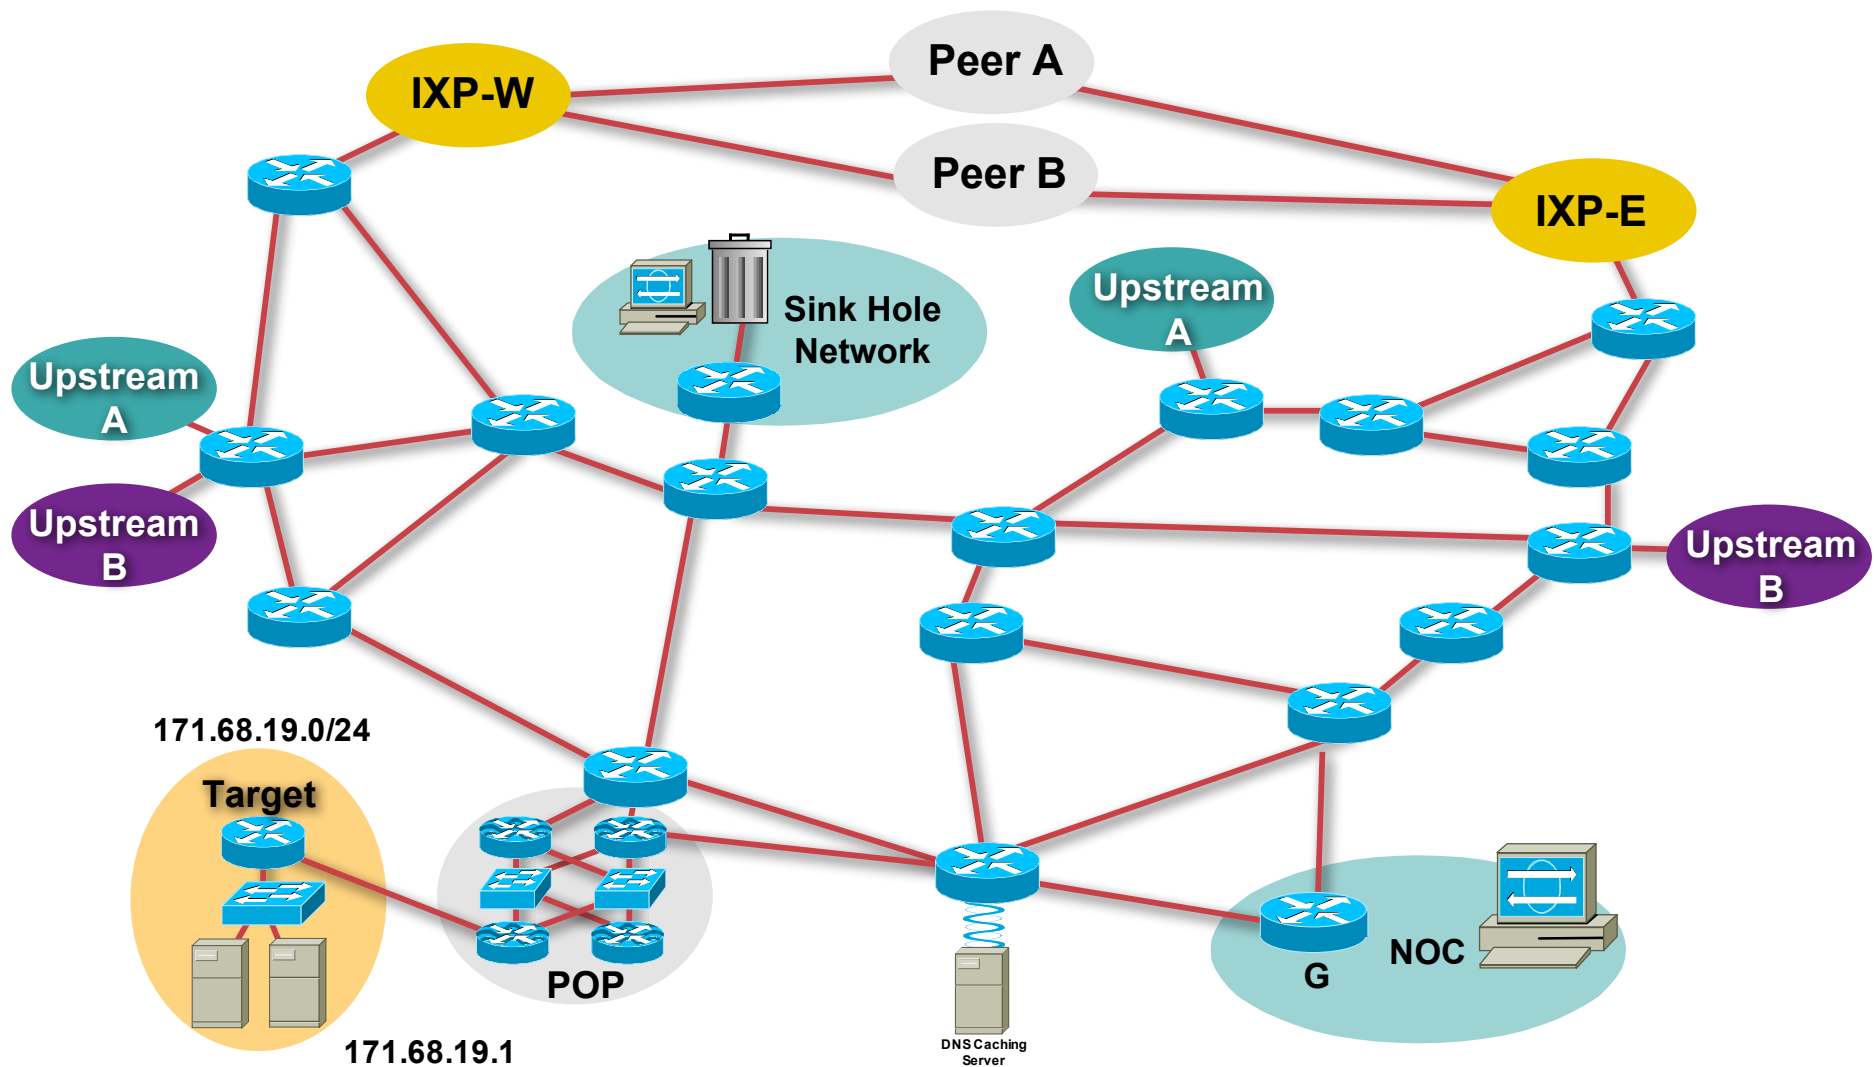 Peer A
IXP-W
Peer B
IXP-E
Upstream
A
Sink Hole
Network
Upstream
A
Upstream
B
Upstream
B
171.68.19.0/24
Target
POP
NOC
G
171.68.19.1
DNS Caching
Server